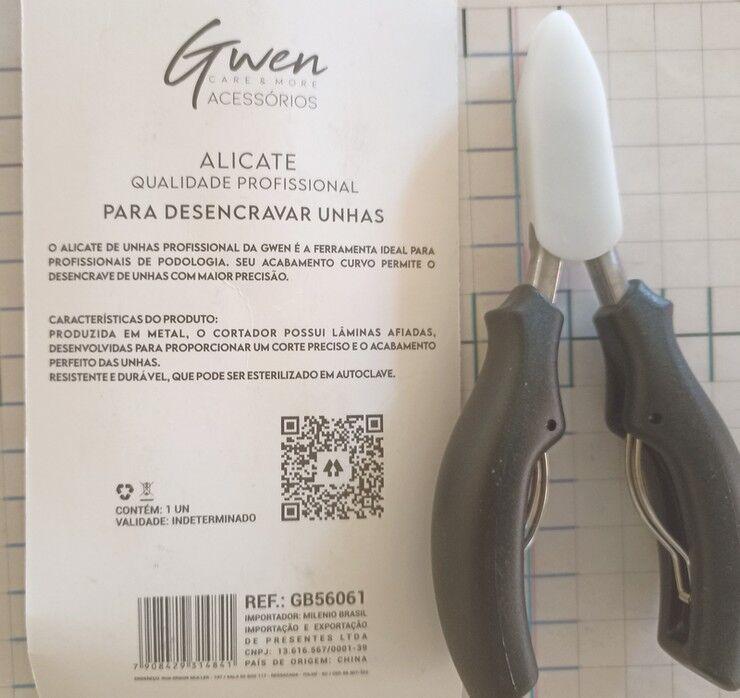 Gwen
CARE & MORE
ACESSÓRIOS
ALICATE
QUALIDADE PROFISSIONAL
PARA DESENCRAVAR UNHAS
O ALICATE DE UNHAS PROFISSIONAL DA GWEN É A FERRAMENTA IDEAL PARA
PROFISSIONAIS DE PODOLOGIA. SEU ACABAMENTO CURVO PERMITE O
DESENCRAVE DE UNHAS COM MAIOR PRECISÃO.
CARACTERÍSTICAS DO PRODUTO:
PRODUZIDA EM METAL, O CORTADOR POSSUI LÂMINAS AFIADAS,
DESENVOLVIDAS PARA PROPORCIONAR UM CORTE PRECISO E O ACABAMENTO
PERFEITO DAS UNHAS.
RESISTENTE E DURÁVEL, QUE PODE SER ESTERILIZADO EM AUTOCLAVE.
CONTÉM: 1 UN
VALIDADE: INDETERMINADO
REF.: GB56061
IMPORTADOR: MILENIO BRASIL
IMPORTAÇÃO E EXPORTAÇÃO
DE PRESENTES LTDA
CNPJ: 13.616.567/0001-39
PAÍS DE ORIGEM: CHINA
7 908429 314841